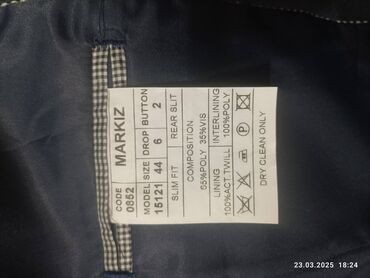 CODE
0852 MARKIZ
MODEL SIZE DROP BUTTON
15121 44 6 2
SLIM FIT REAR SLIT
COMPOSITION
65%POLY 35%VIS
LINING INTERLINING
100%ACT.TWILL 100%POLY
DRY CLEAN ONLY
23.03.2025 18:24